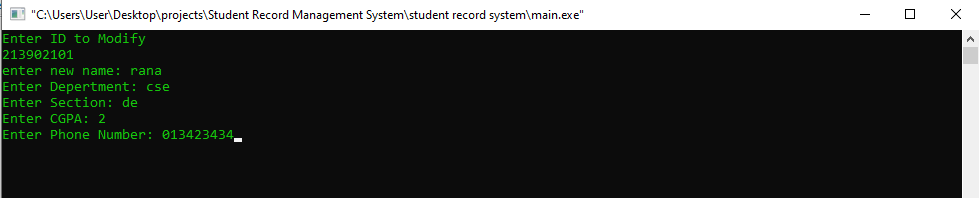 "C:\Users\User\Desktop\projects\Student Record Management System\student record system\main.exe"
Enter ID to Modify
213902101
enter new name: rana
Enter Depertment: cse
Enter Section: de
Enter CGPA: 2
Enter Phone Number: 013423434